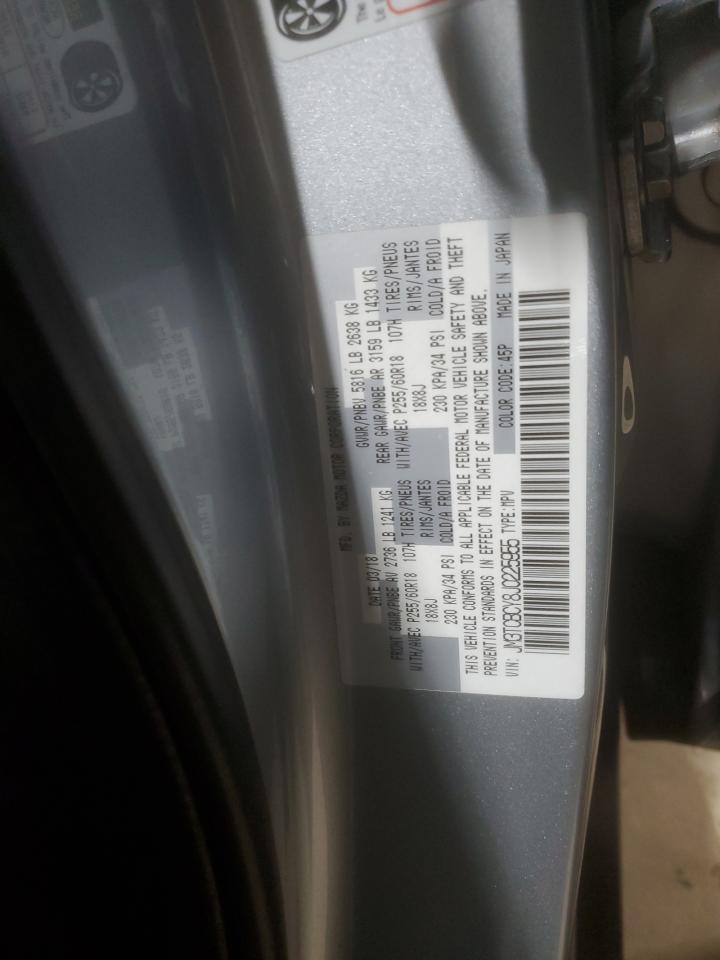 The
Le n
MFD. BY MAZDA MOTOR CORPORATION
DATE 03/18 GVWR/PNBV 5816 LB 2638 KG
FRONT GAWR/PNBE AV 2736 LB 1241 KG REAR GAWR/PNBE AR 3159 LB 1433 KG
WITH/AVEC P255/60R18 107H TIRES/PNEUS WITH/AVEC P255/60R18 107H TIRES/PNEUS
18X8J RIMS/JANTES 18X8J RIMS/JANTES
230 KPA/34 PSI COLD/A FROID 230 KPA/34 PSI COLD/A FROID
THIS VEHICLE CONFORMS TO ALL APPLICABLE FEDERAL MOTOR VEHICLE SAFETY AND THEFT
PREVENTION STANDARDS IN EFFECT ON THE DATE OF MANUFACTURE SHOWN ABOVE.
VIN: JM3TCBCY8J0225955 TYPE:MPV COLOR CODE:45P MADE IN JAPAN